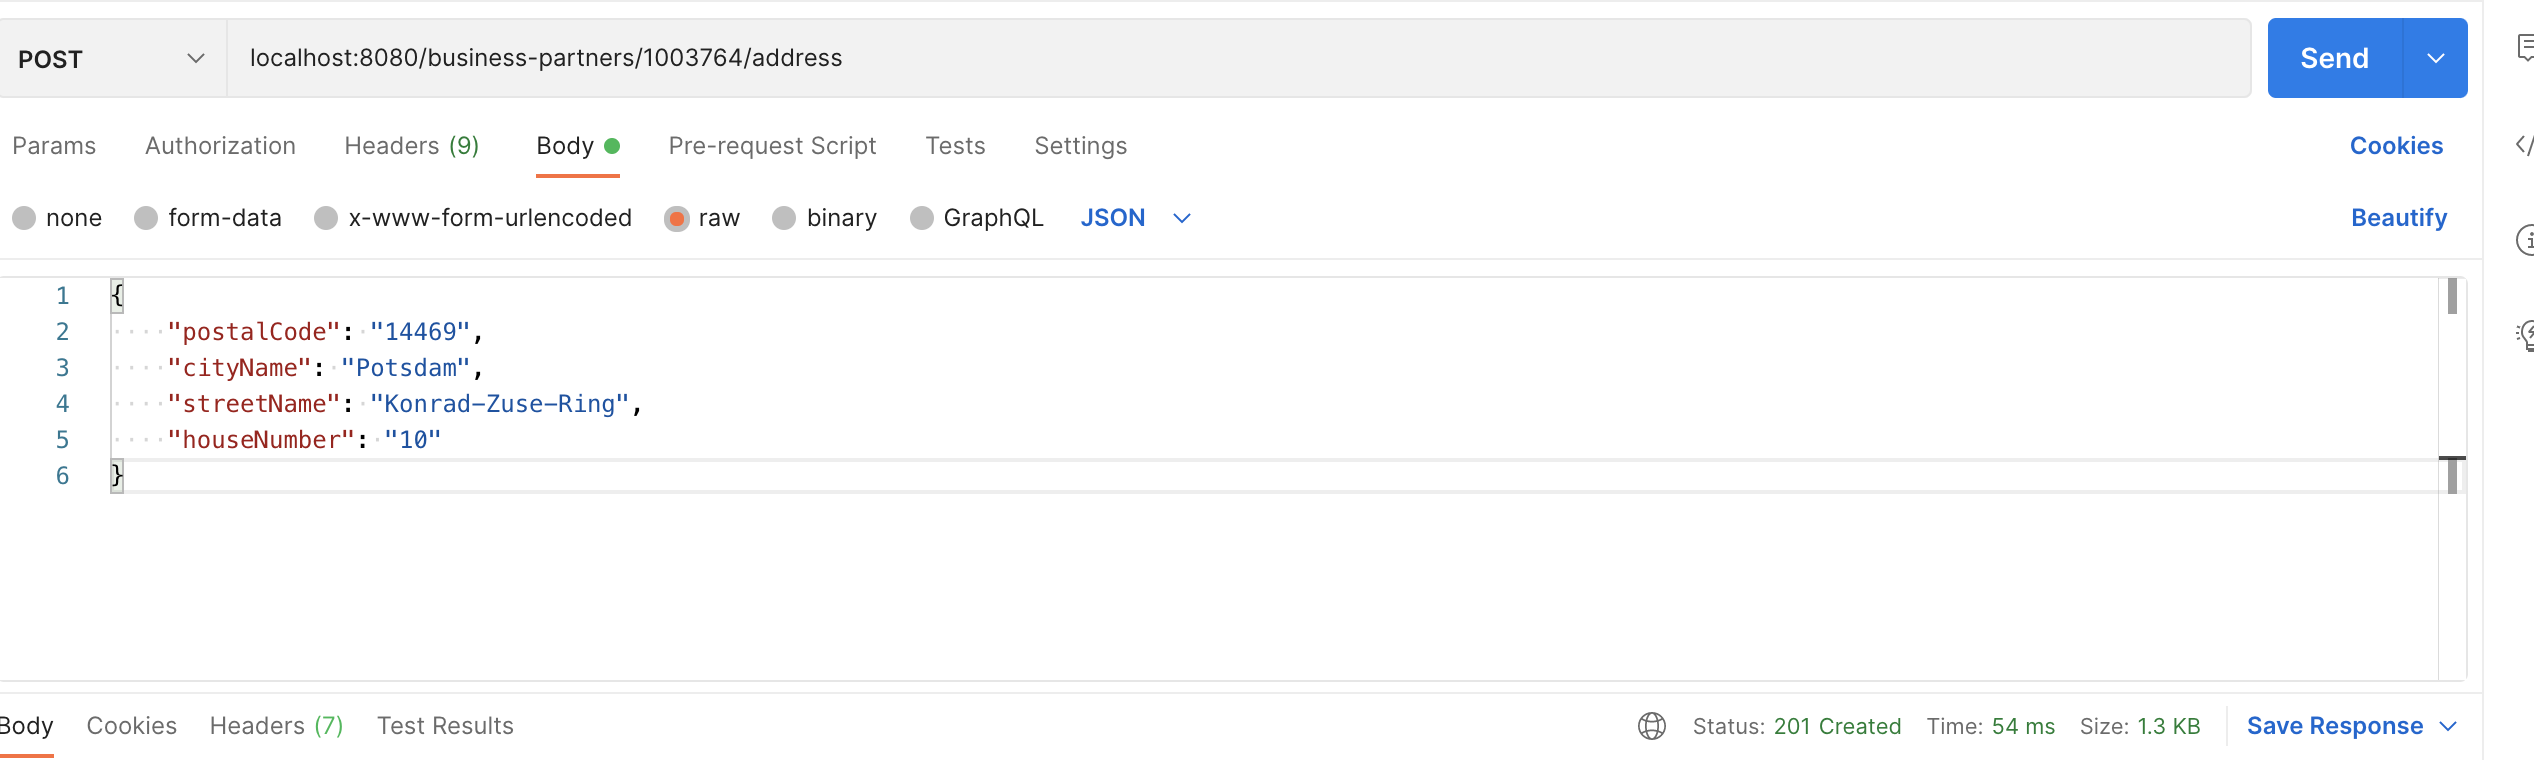 POST localhost:8080/business-partners/1003764/address Send
Params Authorization Headers (9) Body Pre-request Script Tests Settings Cookies
none form-data x-www-form-urlencoded raw binary GraphQL JSON Beautify
1 {
2 "postalCode": "14469",
3 "cityName": "Potsdam",
4 "streetName": "Konrad-Zuse-Ring",
5 "houseNumber": "10"
6 }
Body Cookies Headers (7) Test Results Status: 201 Created Time: 54 ms Size: 1.3 KB Save Response